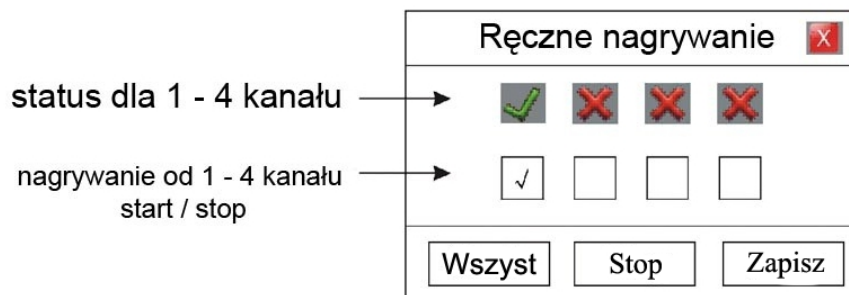 Ręczne nagrywanie X
status dla 1 - 4 kanału
nagrywanie od 1 - 4 kanału
start / stop
Wszyst Stop Zapisz